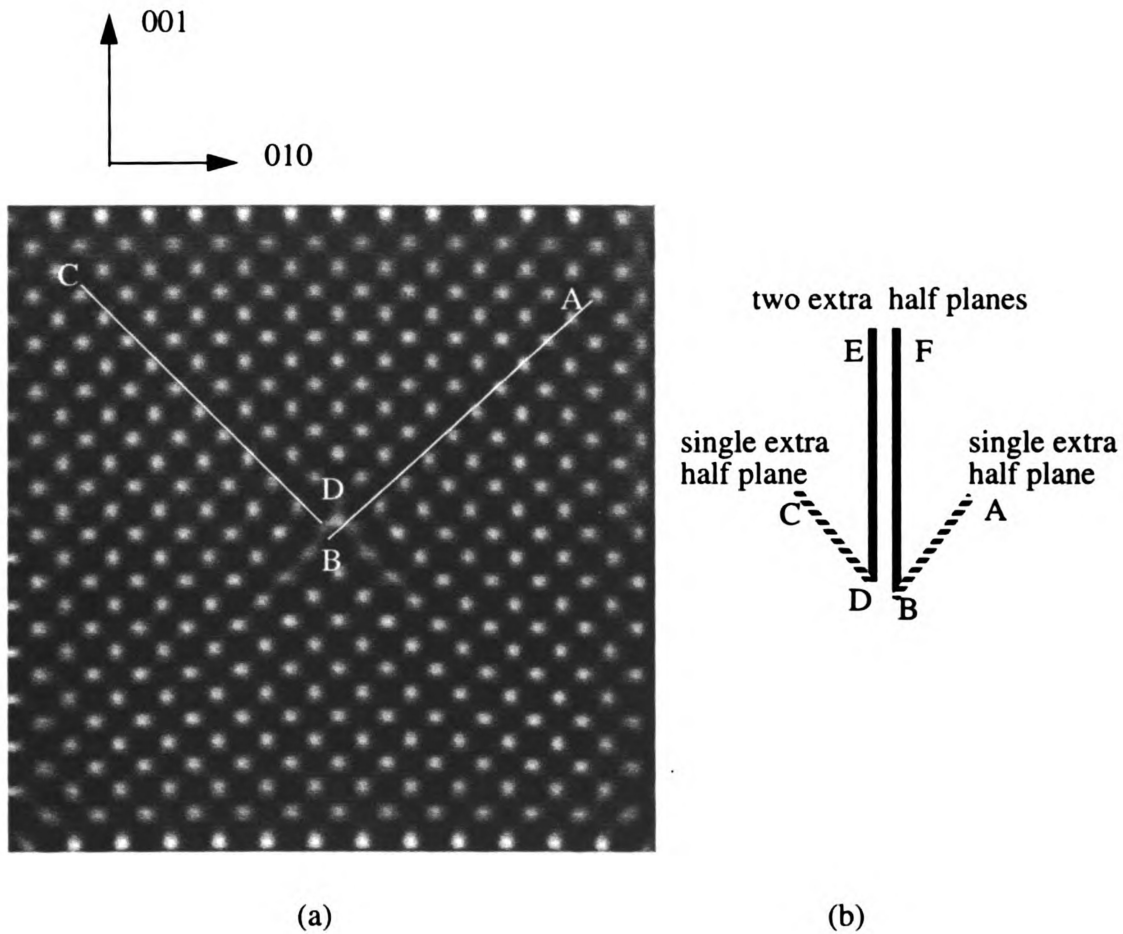 001
010
C
A
D
B
(a)
two extra half planes
E F
single extra
half plane
C
single extra
half plane
A
D
B
(b)